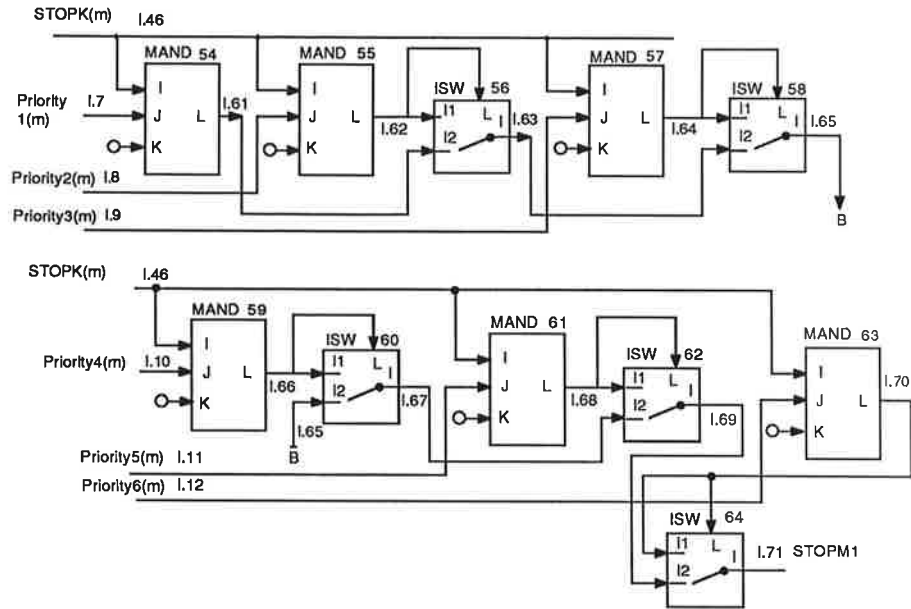 STOPK(m) I.46
MAND 54
MAND 55
MAND 57
ISW 56
ISW 58
Priority
1(m)
I.7
I
J L
K
I.61
I
J L
K
I.62
I1 L
I2 I
I.63
I
J L
K
I.64
I1 L
I2 I
I.65
Priority2(m) I.8
Priority3(m) I.9
B
STOPK(m) I.46
MAND 59
ISW 60
MAND 61
ISW 62
MAND 63
Priority4(m) I.10
I
J L
K
I.66
I1 L
I2 I
I.67
I.65
B
I
J L
K
I.68
I1 L
I2 I
I.69
I
J L
K
I.70
Priority5(m) I.11
Priority6(m) I.12
ISW 64
I1 L
I2 I
I.71 STOPM1